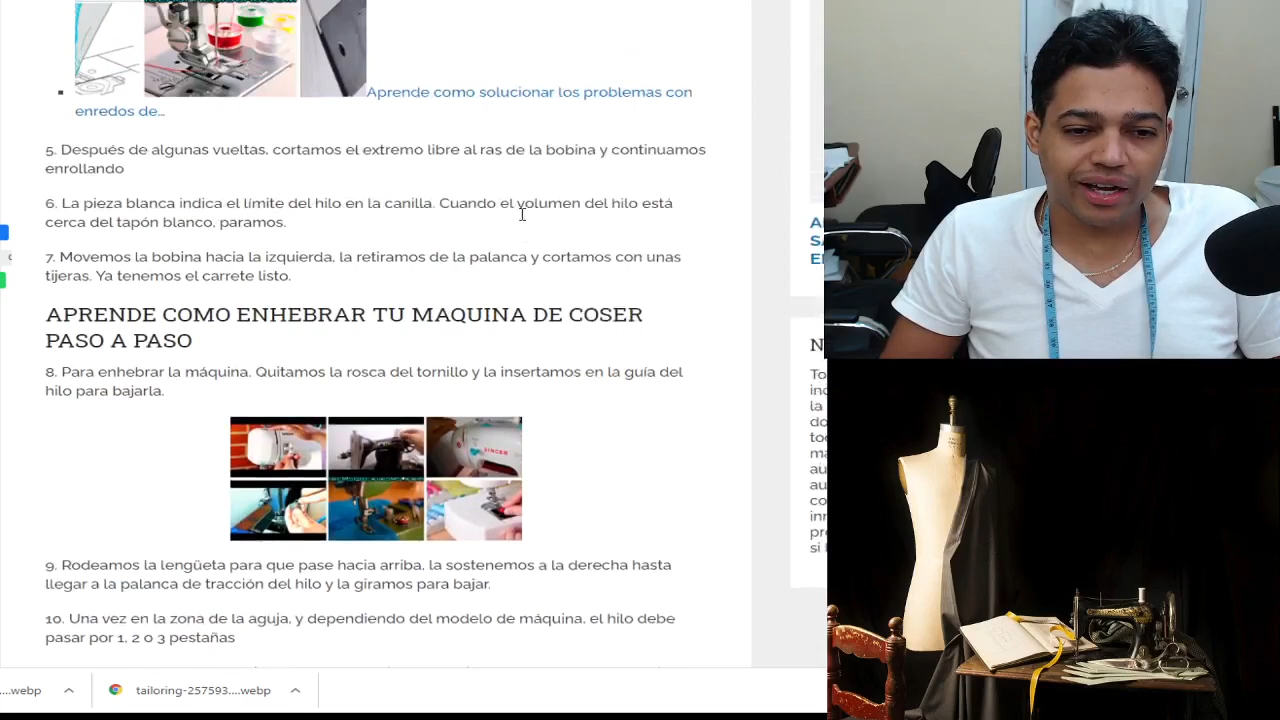 Aprende como solucionar los problemas con
enredos de...
5. Después de algunas vueltas, cortamos el extremo libre al ras de la bobina y continuamos
enrollando
6. La pieza blanca indica el límite del hilo en la canilla. Cuando el volumen del hilo está
cerca del tapón blanco, paramos.
7. Movemos la bobina hacia la izquierda, la retiramos de la palanca y cortamos con unas
tijeras. Ya tenemos el carrete listo.
APRENDE COMO ENHEBRAR TU MAQUINA DE COSER
PASO A PASO
8. Para enhebrar la máquina. Quitamos la rosca del tornillo y la insertamos en la guía del
hilo para bajarla.
SINGER
9. Rodeamos la lengüeta para que pase hacia arriba, la sostenemos a la derecha hasta
llegar a la palanca de tracción del hilo y la giramos para bajar.
10. Una vez en la zona de la aguja, y dependiendo del modelo de máquina, el hilo debe
pasar por 1, 2 o 3 pestañas
....webp
tailoring-257593....webp